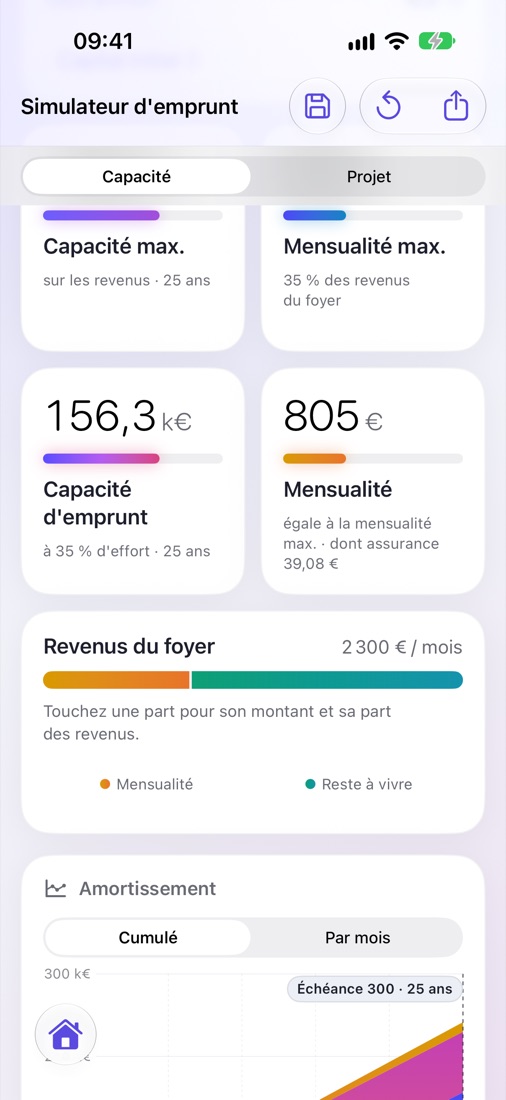 09:41
Simulateur d'emprunt
Capacité
Projet
Capacité max.
sur les revenus · 25 ans
Mensualité max.
35 % des revenus
du foyer
156,3 k€
Capacité
d'emprunt
à 35 % d'effort · 25 ans
805 €
Mensualité
égale à la mensualité
max. · dont assurance
39,08 €
Revenus du foyer
2 300 € / mois
Touchez une part pour son montant et sa part
des revenus.
Mensualité
Reste à vivre
Amortissement
Cumulé
Par mois
300 k€
Échéance 300 · 25 ans